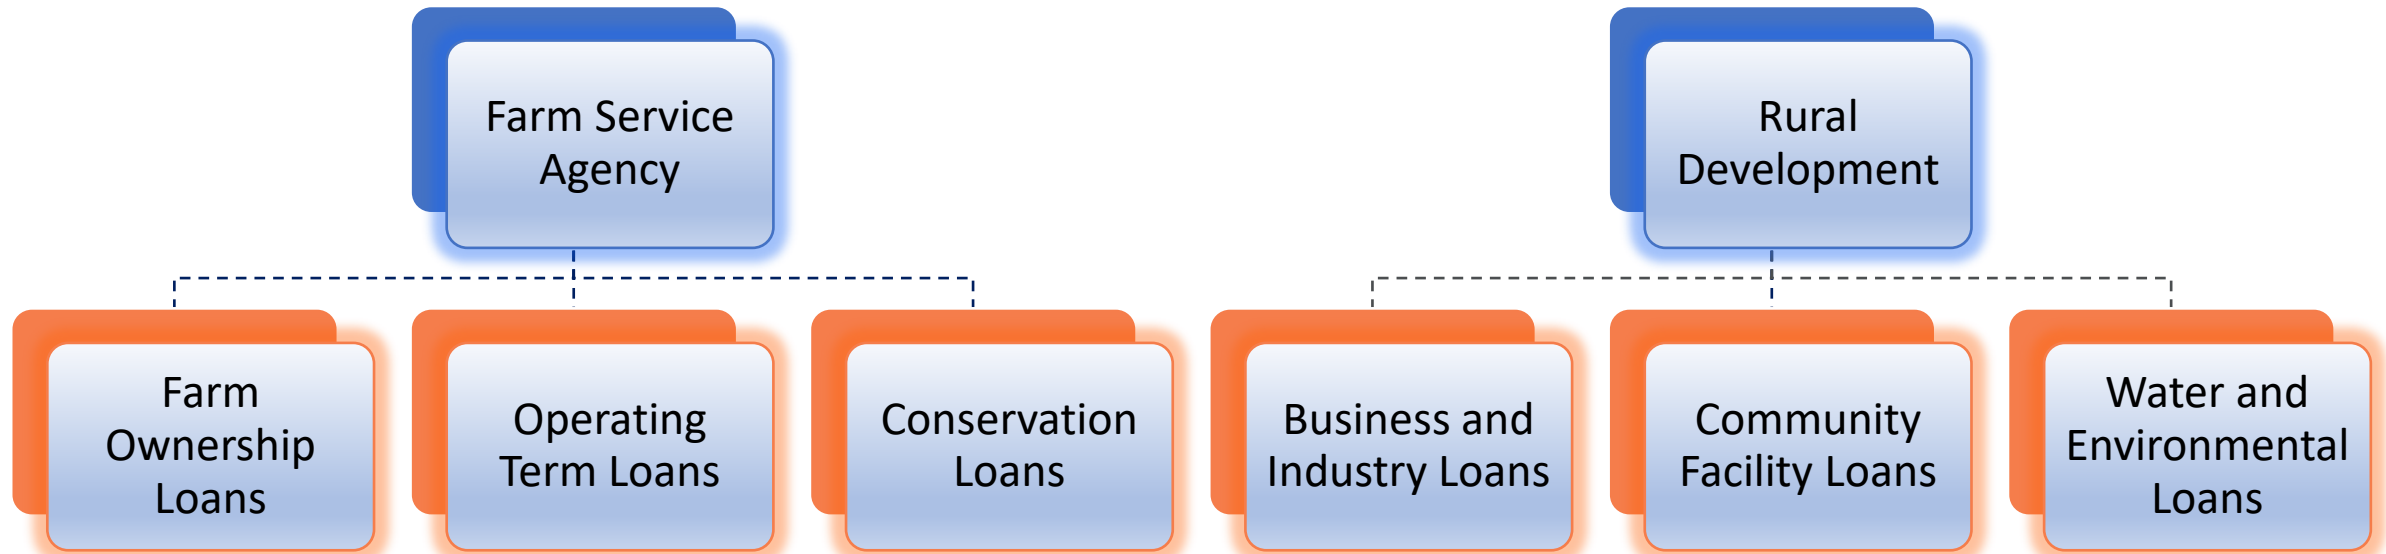 Farm Service
Agency
Rural
Development
Farm
Ownership
Loans
Operating
Term Loans
Conservation
Loans
Business and
Industry Loans
Community
Facility Loans
Water and
Environmental
Loans